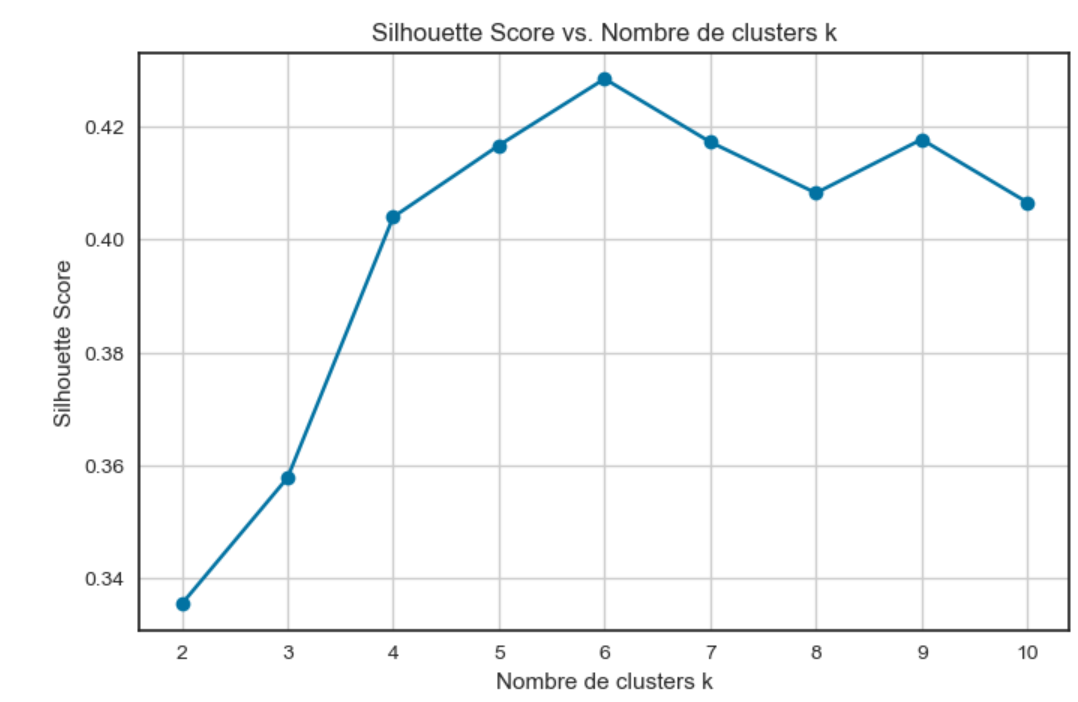 Silhouette Score vs. Nombre de clusters k
Silhouette Score
0.42
0.40
0.38
0.36
0.34
2 3 4 5 6 7 8 9 10
Nombre de clusters k